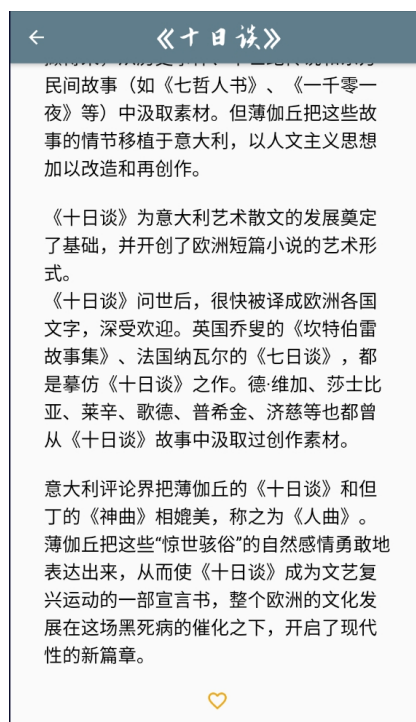 《十日谈》
民间故事（如《七哲人书》、《一千零一
夜》等）中汲取素材。但薄伽丘把这些故
事的情节移植于意大利，以人文主义思想
加以改造和再创作。
《十日谈》为意大利艺术散文的发展奠定
了基础，并开创了欧洲短篇小说的艺术形
式。
《十日谈》问世后，很快被译成欧洲各国
文字，深受欢迎。英国乔叟的《坎特伯雷
故事集》、法国纳瓦尔的《七日谈》，都
是摹仿《十日谈》之作。德·维加、莎士比
亚、莱辛、歌德、普希金、济慈等也都曾
从《十日谈》故事中汲取过创作素材。
意大利评论界把薄伽丘的《十日谈》和但
丁的《神曲》相媲美，称之为《人曲》。
薄伽丘把这些“惊世骇俗”的自然感情勇敢地
表达出来，从而使《十日谈》成为文艺复
兴运动的一部宣言书，整个欧洲的文化发
展在这场黑死病的催化之下，开启了现代
性的新篇章。